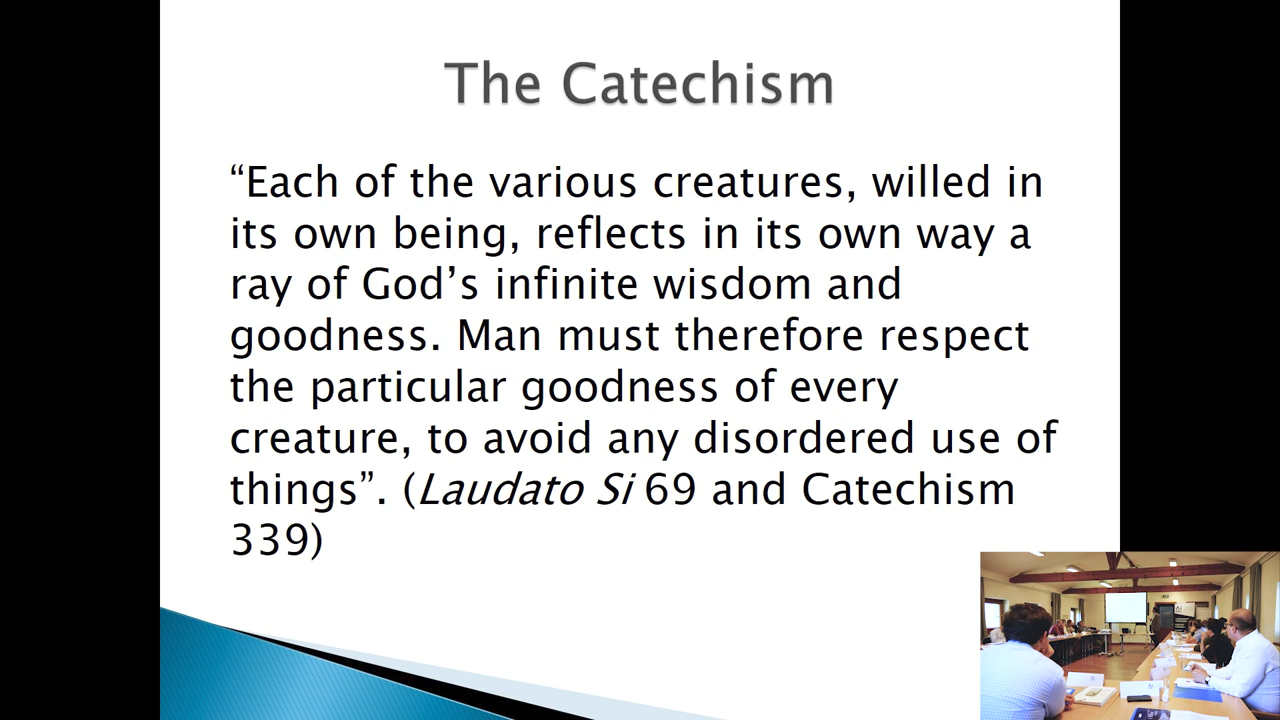 The Catechism
“Each of the various creatures, willed in
its own being, reflects in its own way a
ray of God’s infinite wisdom and
goodness. Man must therefore respect
the particular goodness of every
creature, to avoid any disordered use of
things”. (Laudato Si 69 and Catechism
339)